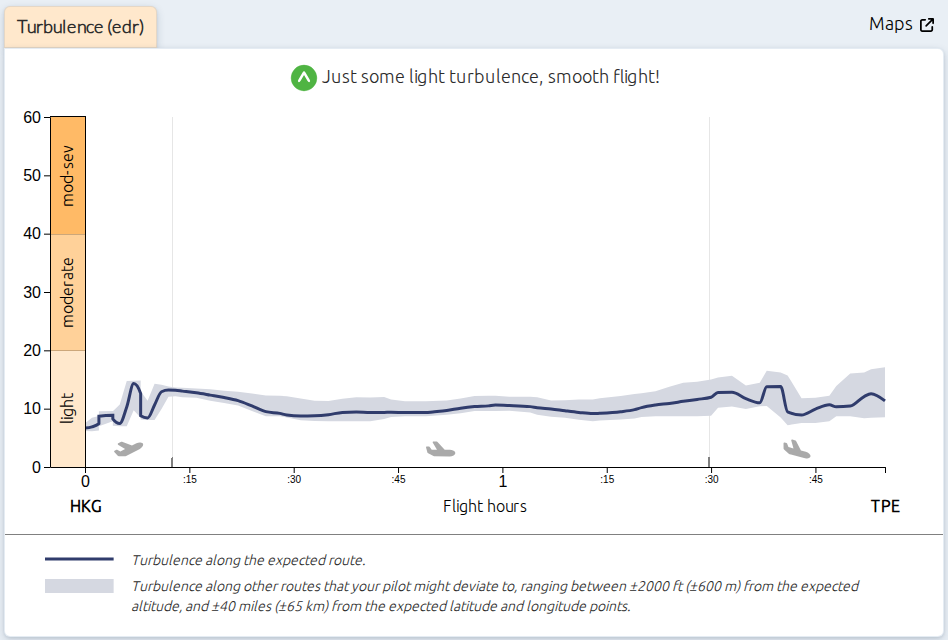 Turbulence (edr)
Maps
Just some light turbulence, smooth flight!
60
50
40
30
20
10
0
mod-sev
moderate
light
0
:15
:30
:45
1
:15
:30
:45
HKG
Flight hours
TPE
Turbulence along the expected route.
Turbulence along other routes that your pilot might deviate to, ranging between ±2000 ft (±600 m) from the expected
altitude, and ±40 miles (±65 km) from the expected latitude and longitude points.